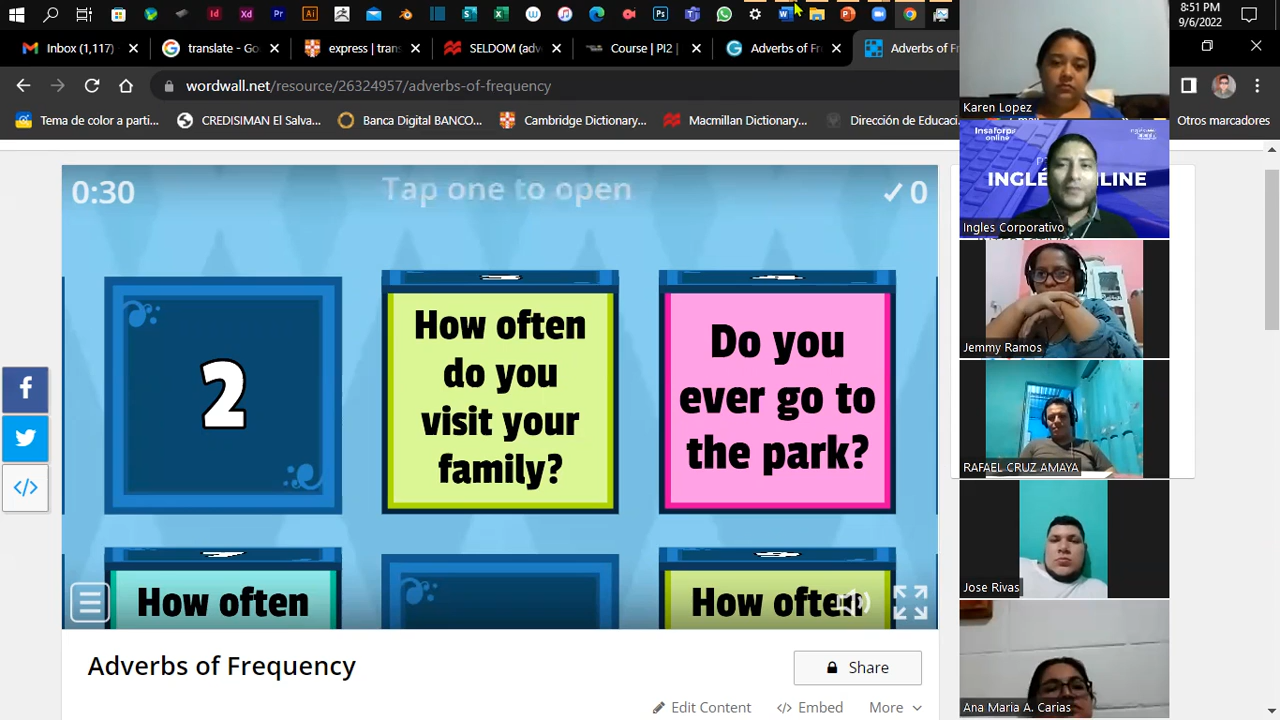 8:51 PM
9/6/2022
Inbox (1,117)
translate - Go
express | tran
SELDOM (adv
Course | PI2 |
Adverbs of Fr
Adverbs of F
wordwall.net/resource/26324957/adverbs-of-frequency
Tema de color a parti...
CREDISIMAN El Salva...
Banca Digital BANCO...
Cambridge Dictionary...
Macmillan Dictionary...
Dirección de Educaci
Otros marcadores
0:30
Tap one to open
✓ 0
2
How often
do you
visit your
family?
Do you
ever go to
the park?
How often
How often
Adverbs of Frequency
Share
Edit Content
Embed
More
Karen Lopez
Insaforp
online
INGLÉ
NLINE
Ingles Corporativo
Jemmy Ramos
RAFAEL CRUZ AMAYA
Jose Rivas
Ana Maria A. Carias